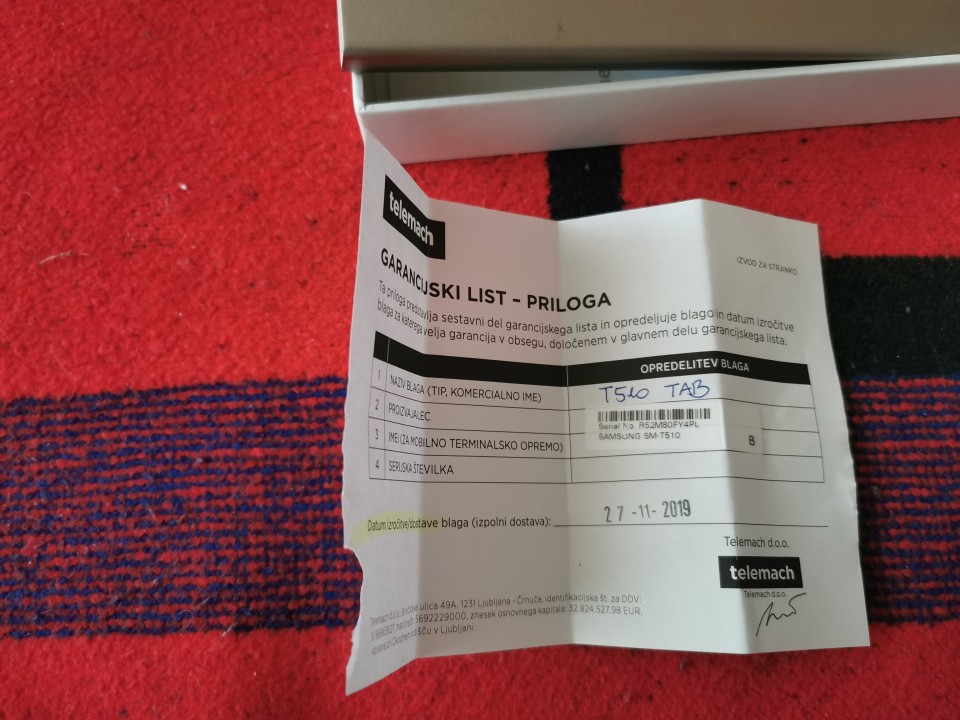 telemach
IZVOD ZA STRANKO
GARANCIJSKI LIST – PRILOGA
Ta priloga predstavlja sestavni del garancijskega lista in opredeljuje blago in datum izročitve
blaga za katerega velja garancija v obsegu, določenem v glavnem delu garancijskega lista.
OPREDELITEV BLAGA
1 NAZIV BLAGA (TIP, KOMERCIALNO IME) T510 TAB
2 PROIZVAJALEC
Serial No. R52M80FY4PL
SAMSUNG SM-T510 B
3 IMEI (ZA MOBILNO TERMINALSKO OPREMO)
4 SERIJSKA ŠTEVILKA
Datum izročitve/dostave blaga (izpolni dostava): 27-11-2019
Telemach d.o.o.
telemach
Telemach d.o.o.
Telemach d.o.o., ulica 49A, 1231 Ljubljana - Črnuče, identifikacijska št. za DDV:
5692229000, znesek osnovnega kapitala: 32.824.527,98 EUR,
v Ljubljani.